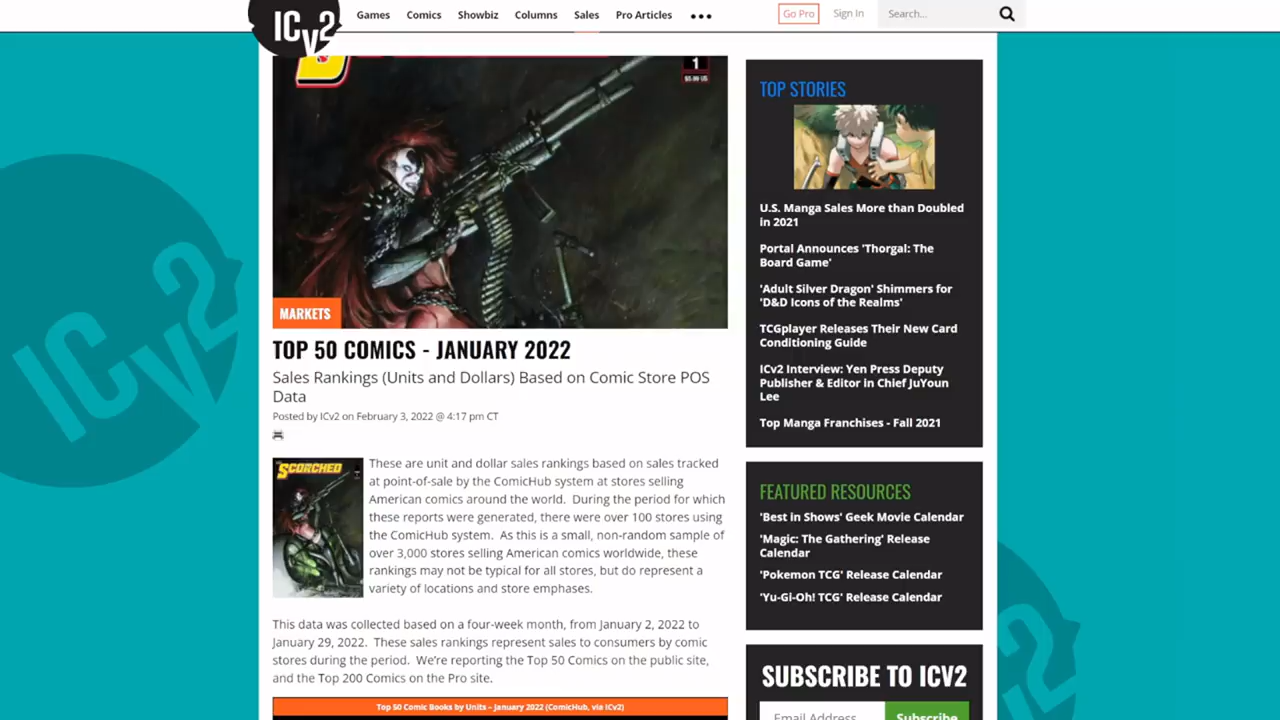 ICv2
Games
Comics
Showbiz
Columns
Sales
Pro Articles
Go Pro
Sign In
Search...
1
MARKETS
TOP 50 COMICS - JANUARY 2022
Sales Rankings (Units and Dollars) Based on Comic Store POS
Data
Posted by ICv2 on February 3, 2022 @ 4:17 pm CT
SCORCHED
These are unit and dollar sales rankings based on sales tracked
at point-of-sale by the ComicHub system at stores selling
American comics around the world. During the period for which
these reports were generated, there were over 100 stores using
the ComicHub system. As this is a small, non-random sample of
over 3,000 stores selling American comics worldwide, these
rankings may not be typical for all stores, but do represent a
variety of locations and store emphases.
This data was collected based on a four-week month, from January 2, 2022 to
January 29, 2022. These sales rankings represent sales to consumers by comic
stores during the period. We're reporting the Top 50 Comics on the public site,
and the Top 200 Comics on the Pro site.
Top 50 Comic Books by Units – January 2022 (ComicHub, via ICv2)
TOP STORIES
U.S. Manga Sales More than Doubled
in 2021
Portal Announces 'Thorgal: The
Board Game'
'Adult Silver Dragon' Shimmers for
'D&D Icons of the Realms'
TCGplayer Releases Their New Card
Conditioning Guide
ICv2 Interview: Yen Press Deputy
Publisher & Editor in Chief JuYoun
Lee
Top Manga Franchises - Fall 2021
FEATURED RESOURCES
'Best in Shows' Geek Movie Calendar
'Magic: The Gathering' Release
Calendar
'Pokemon TCG' Release Calendar
'Yu-Gi-Oh! TCG' Release Calendar
SUBSCRIBE TO ICV2
Email Address
Subscribe
ICv2
ICv2